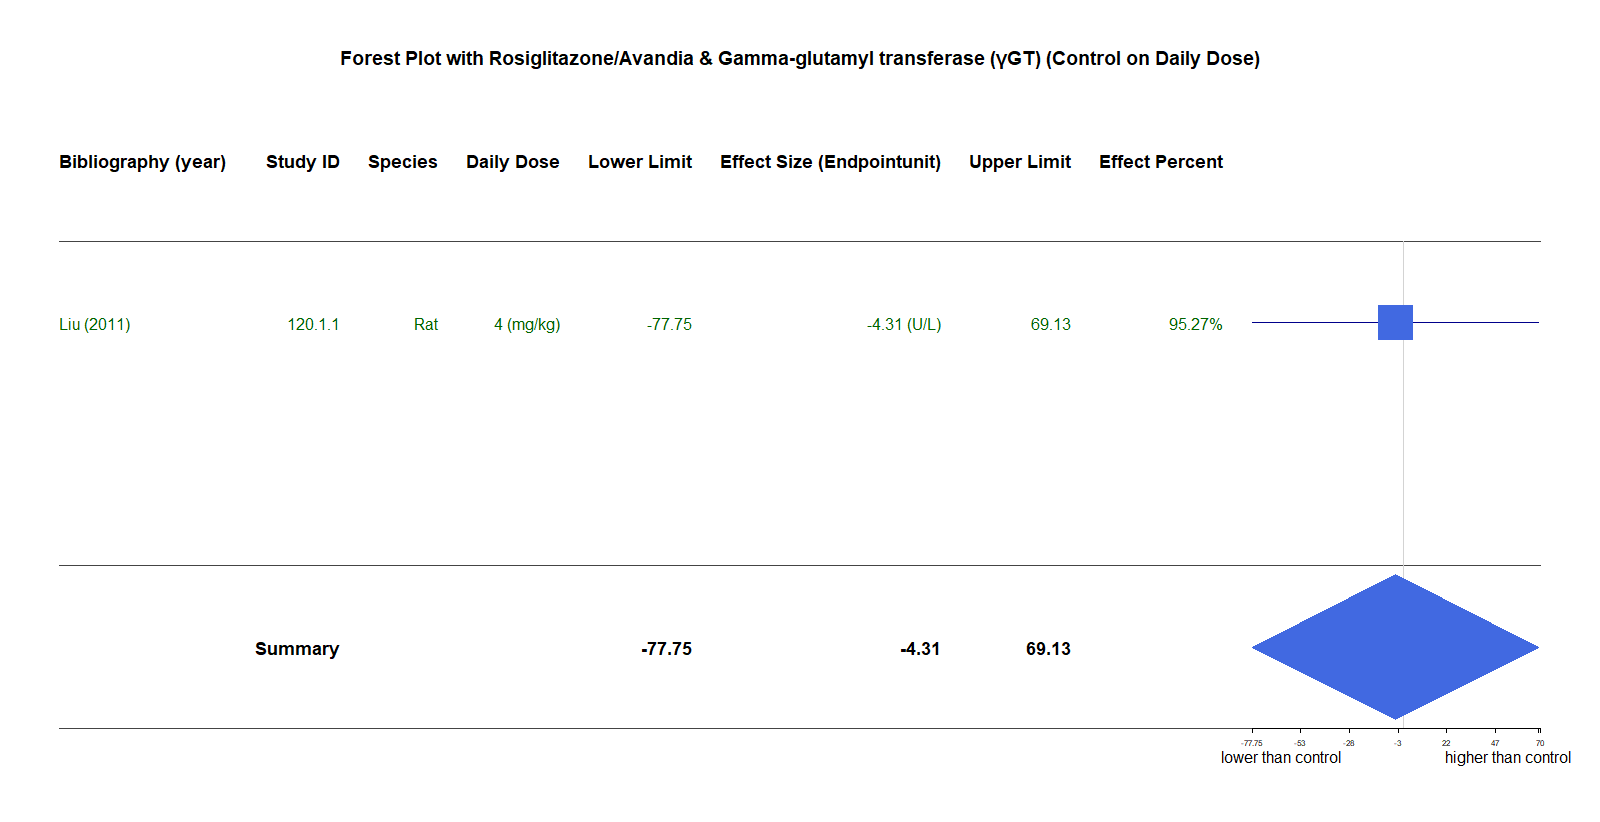 Forest Plot with Rosiglitazone/Avandia & Gamma-glutamyl transferase (γGT) (Control on Daily Dose)
Bibliography (year) Study ID Species Daily Dose Lower Limit Effect Size (Endpointunit) Upper Limit Effect Percent
Liu (2011) 120.1.1 Rat 4 (mg/kg) -77.75 -4.31 (U/L) 69.13 95.27%
Summary -77.75 -4.31 69.13
-77.75 -53 -28 -3 22 47 70
lower than control higher than control